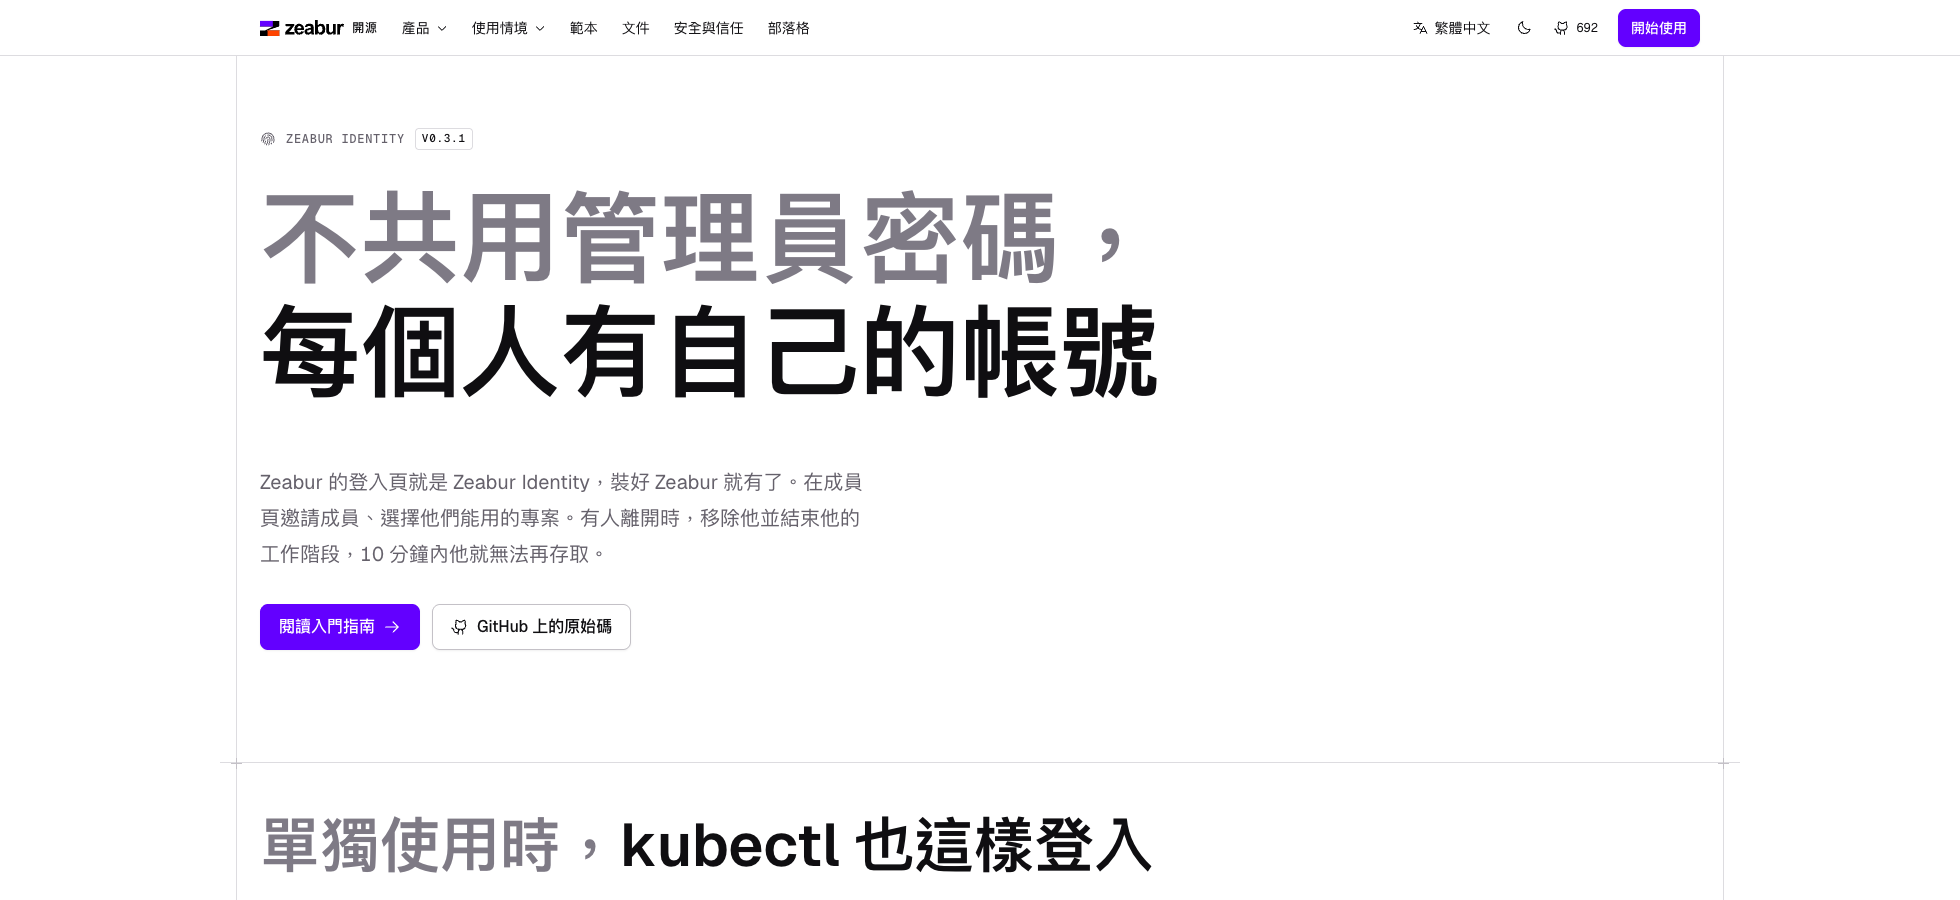 zeabur 開源 產品 使用情境 範本 文件 安全與信任 部落格 繁體中文 692 開始使用
ZEABUR IDENTITY V0.3.1
不共用管理員密碼，
每個人有自己的帳號
Zeabur 的登入頁就是 Zeabur Identity，裝好 Zeabur 就有了。在成員
頁邀請成員、選擇他們能用的專案。有人離開時，移除他並結束他的
工作階段，10 分鐘內他就無法再存取。
閱讀入門指南 → GitHub 上的原始碼
單獨使用時，kubectl 也這樣登入